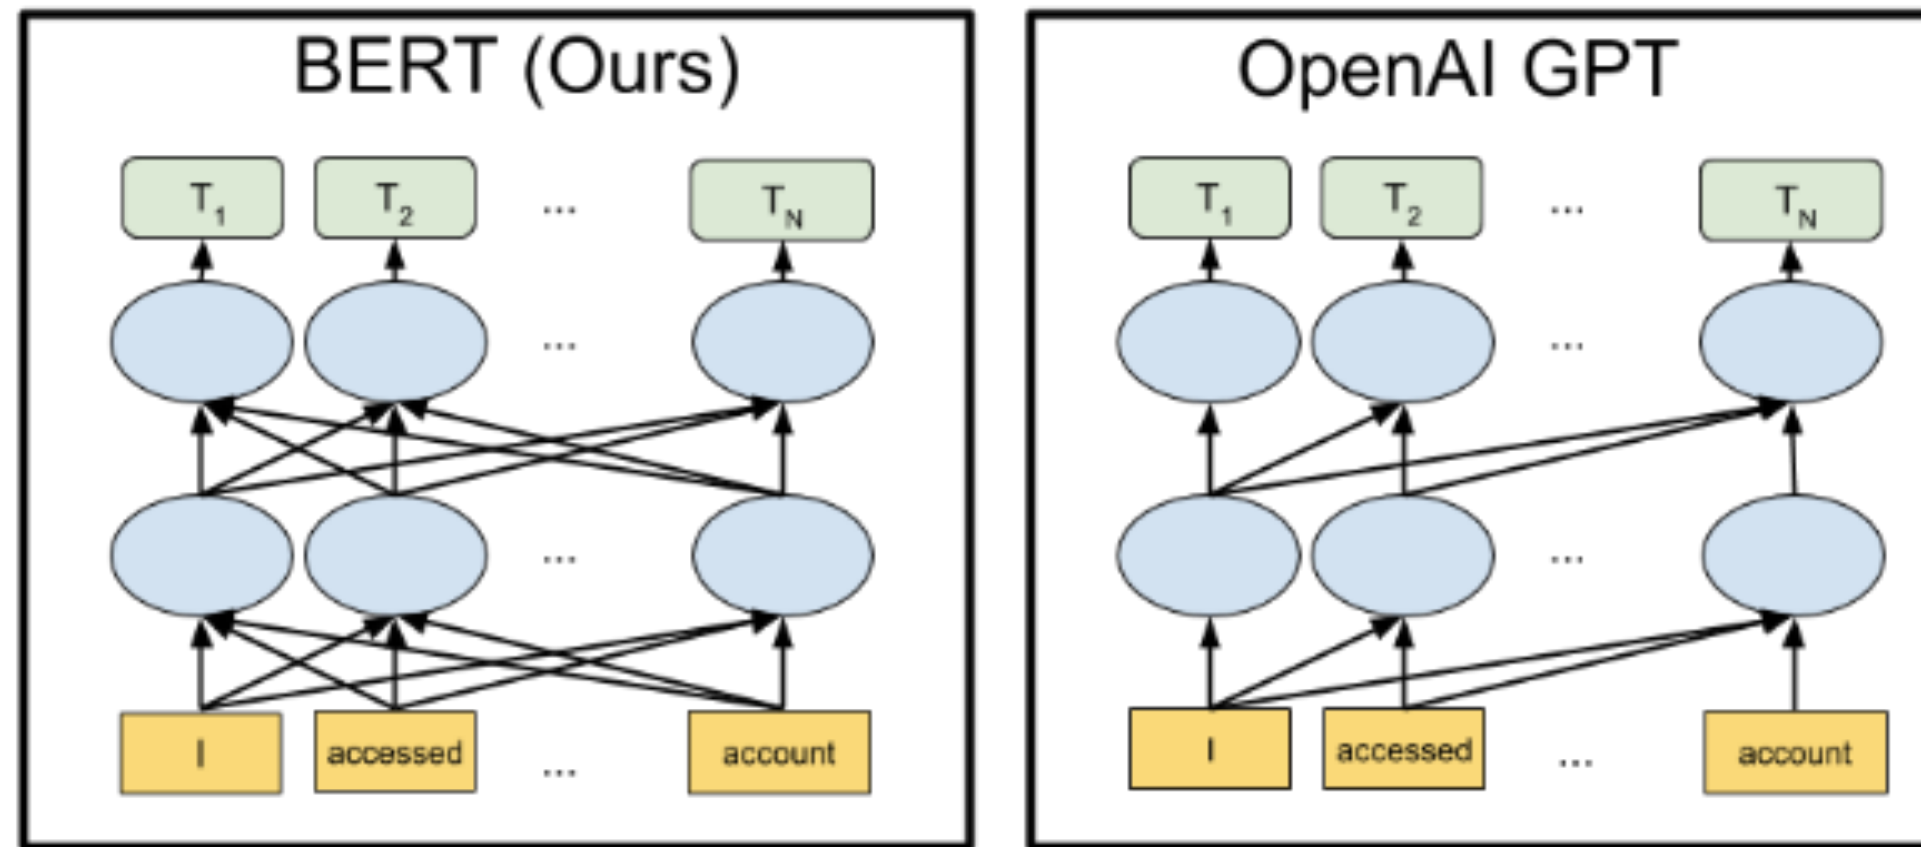 BERT (Ours)
T1 T2 ... TN
...
...
I accessed ... account
OpenAI GPT
T1 T2 ... TN
...
...
I accessed ... account